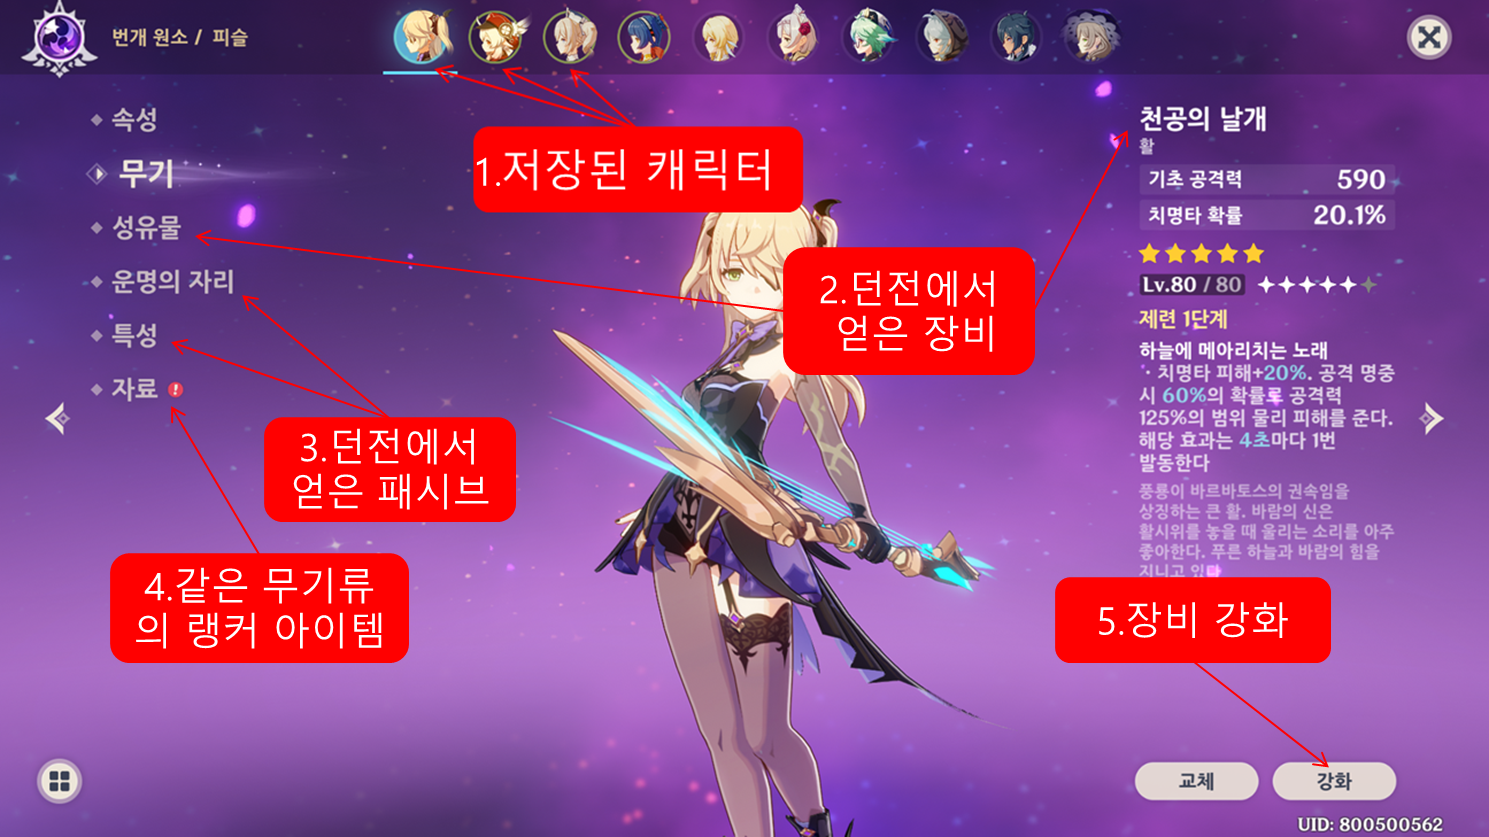 번개 원소 / 피슬
속성
무기
성유물
운명의 자리
특성
자료
1.저장된 캐릭터
2.던전에서
얻은 장비
3.던전에서
얻은 패시브
4.같은 무기류
의 랭커 아이템
천공의 날개
활
기초 공격력 590
치명타 확률 20.1%
Lv.80 / 80
제련 1단계
하늘에 메아리치는 노래
· 치명타 피해+20%. 공격 명중
시 60%의 확률로 공격력
125%의 범위 물리 피해를 준다.
해당 효과는 4초마다 1번
발동한다
풍룡이 바르바토스의 권속임을
상징하는 큰 활. 바람의 신은
활시위를 놓을 때 울리는 소리를 아주
좋아한다. 푸른 하늘과 바람의 힘을
지니고 있다
5.장비 강화
교체
강화
UID: 800500562